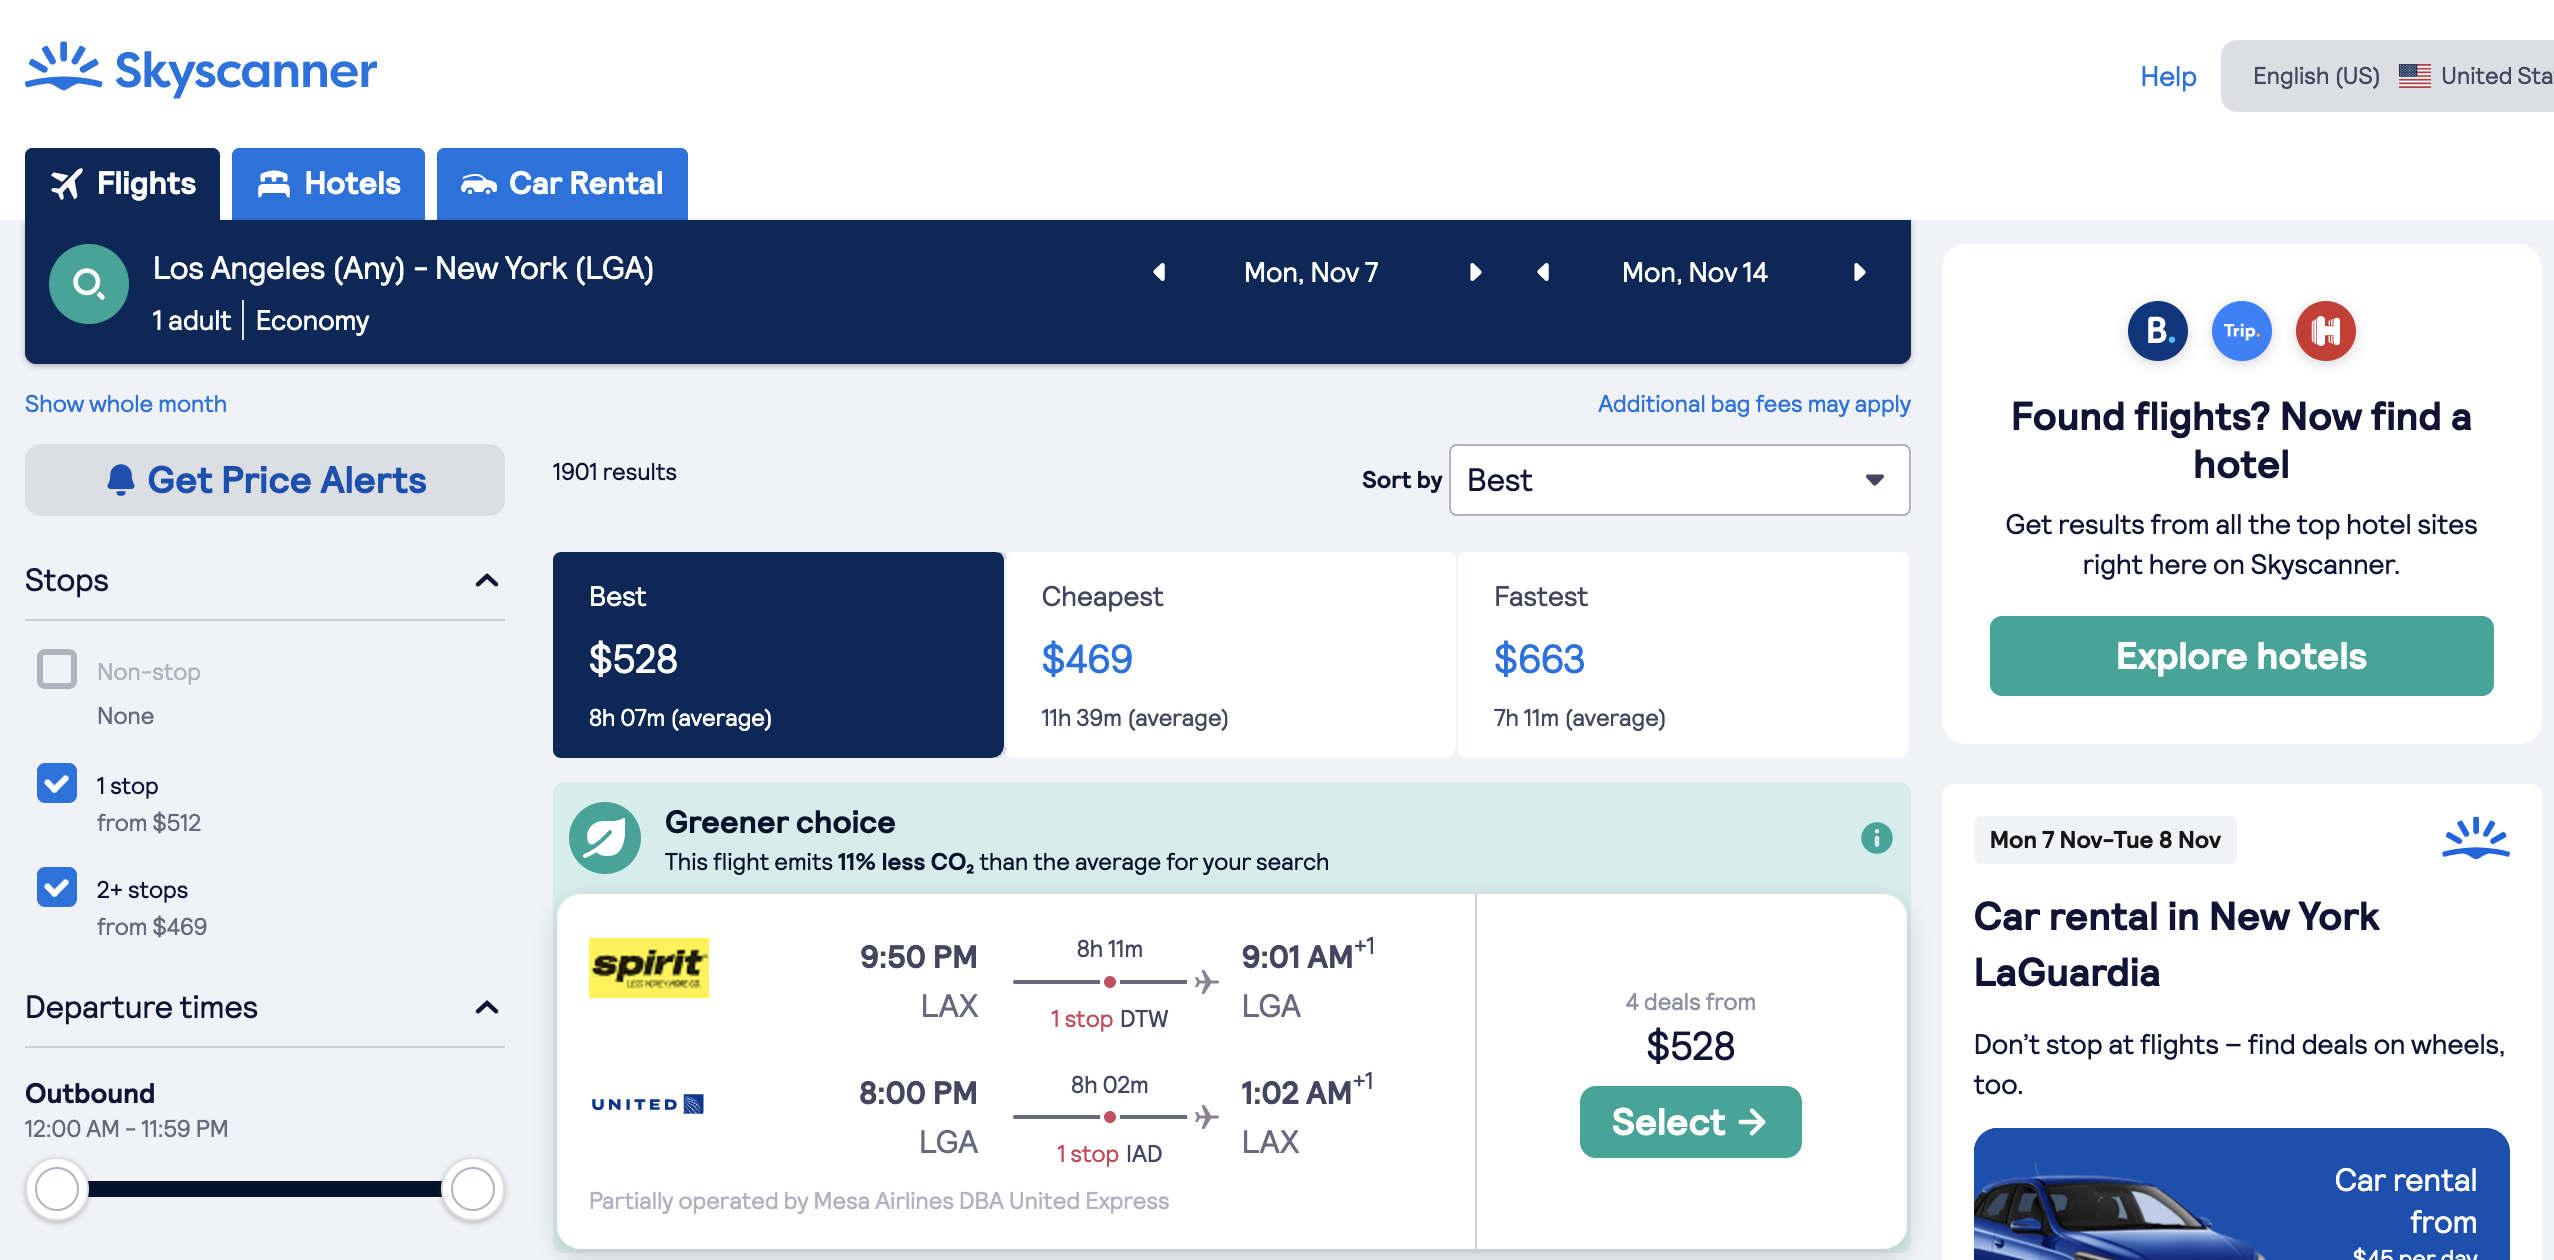 Skyscanner
Help
English (US) United Sta
Flights
Hotels
Car Rental
Los Angeles (Any) - New York (LGA)
1 adult Economy
Mon, Nov 7
Mon, Nov 14
Show whole month
Additional bag fees may apply
Get Price Alerts
1901 results
Sort by Best
Stops
Non-stop
None
1 stop
from $512
2+ stops
from $469
Departure times
Outbound
12:00 AM - 11:59 PM
Best
$528
8h 07m (average)
Cheapest
$469
11h 39m (average)
Fastest
$663
7h 11m (average)
Greener choice
This flight emits 11% less CO₂ than the average for your search
spirit
LESS MONEY. MORE GO.
9:50 PM
LAX
8h 11m
1 stop DTW
9:01 AM+1
LGA
UNITED
8:00 PM
LGA
8h 02m
1 stop IAD
1:02 AM+1
LAX
Partially operated by Mesa Airlines DBA United Express
4 deals from
$528
Select →
B.
Trip.
H
Found flights? Now find a
hotel
Get results from all the top hotel sites
right here on Skyscanner.
Explore hotels
Mon 7 Nov–Tue 8 Nov
Car rental in New York
LaGuardia
Don't stop at flights – find deals on wheels,
too.
Car rental
from
$45 per day